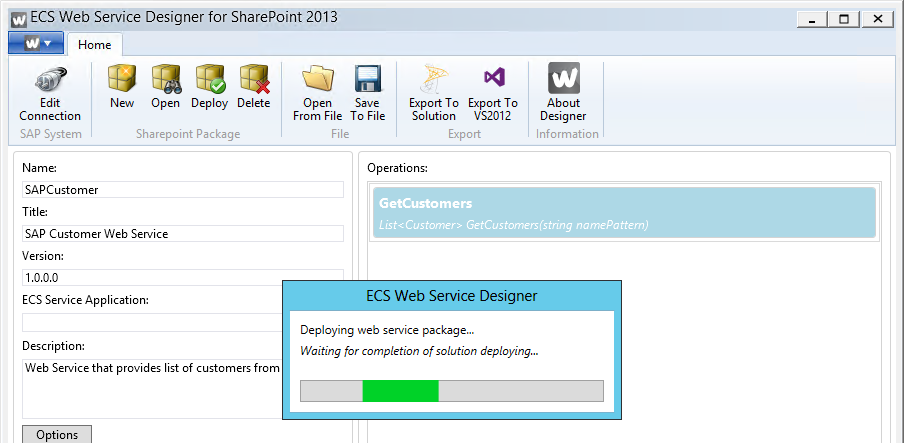 ECS Web Service Designer for SharePoint 2013
Home
Edit Connection
New
Open
Deploy
Delete
Open From File
Save To File
Export To Solution
Export To VS2012
About Designer
SAP System
Sharepoint Package
File
Export
Information
Name:
SAPCustomer
Title:
SAP Customer Web Service
Version:
1.0.0.0
ECS Service Application:
Description:
Web Service that provides list of customers from
Options
Operations:
GetCustomers
List<Customer> GetCustomers(string namePattern)
ECS Web Service Designer
Deploying web service package...
Waiting for completion of solution deploying...